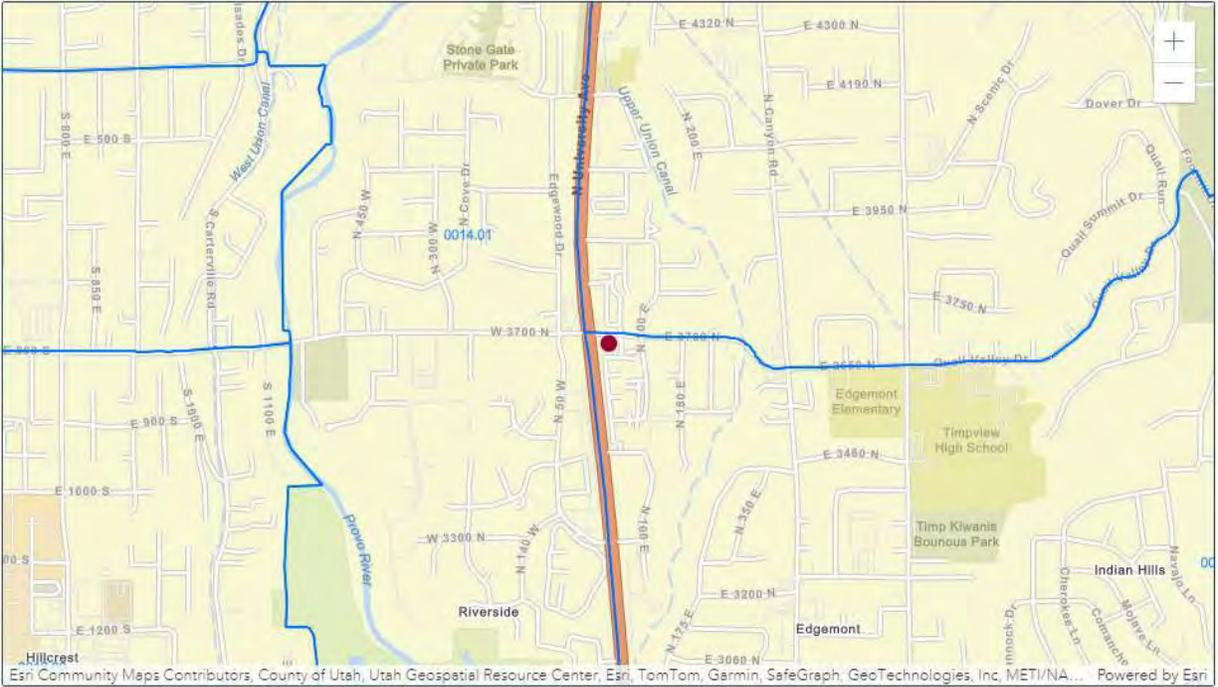 E 4320 N
E 4300 N
Stone Gate
Private Park
N University Ave
E 4190 N
N Scenic Dr
Dover Dr
Upper Union Canal
N 200 E
N Canyon Rd
S 800 E
E 500 S
West Union Canal
Quail Run
N Cove Dr
Edgewood Dr
N 450 W
E 3950 N
Quail Summit Dr
S Carterville Rd
N 300 W
0014.01
S 850 E
Quail Valley Dr
E 3750 N
N 100 E
W 3700 N
E 3700 N
E 3650 N
Quail Valley Dr
S 1000 E
S 1100 E
N 50 W
N 180 E
Edgemont
Elementary
E 900 S
Timpview
High School
E 3460 N
E 1000 S
N 350 E
N 100 E
Provo River
W 3300 N
N 140 W
Timp Kiwanis
Bounous Park
Indian Hills
Navajo Ln
Cherokee Ln
Mojave Ln
Comanche
E 3200 N
Riverside
Edgemont
N 175 E
E 1200 S
Hillcrest
E 3060 N
Esri Community Maps Contributors, County of Utah, Utah Geospatial Resource Center, Esri, TomTom, Garmin, SafeGraph, GeoTechnologies, Inc, METI/NA... Powered by Esri